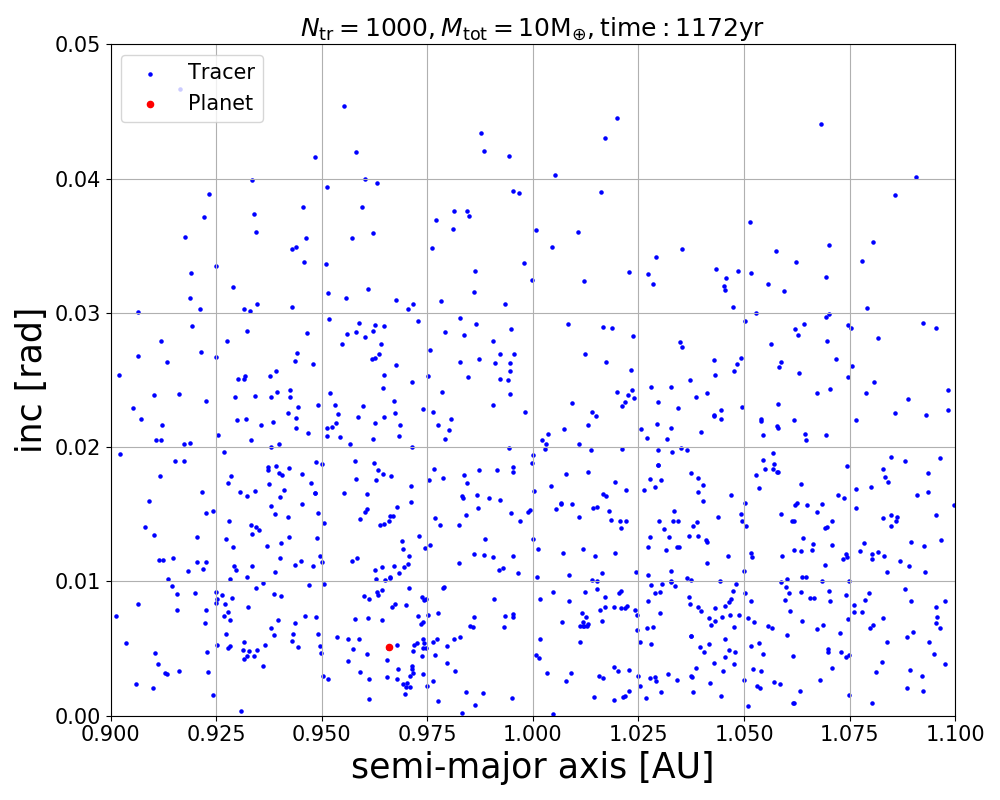 N_tr = 1000, M_tot = 10M_⊕, time : 1172yr
Tracer
Planet
inc [rad]
0.05
0.04
0.03
0.02
0.01
0.00
0.900 0.925 0.950 0.975 1.000 1.025 1.050 1.075 1.100
semi-major axis [AU]